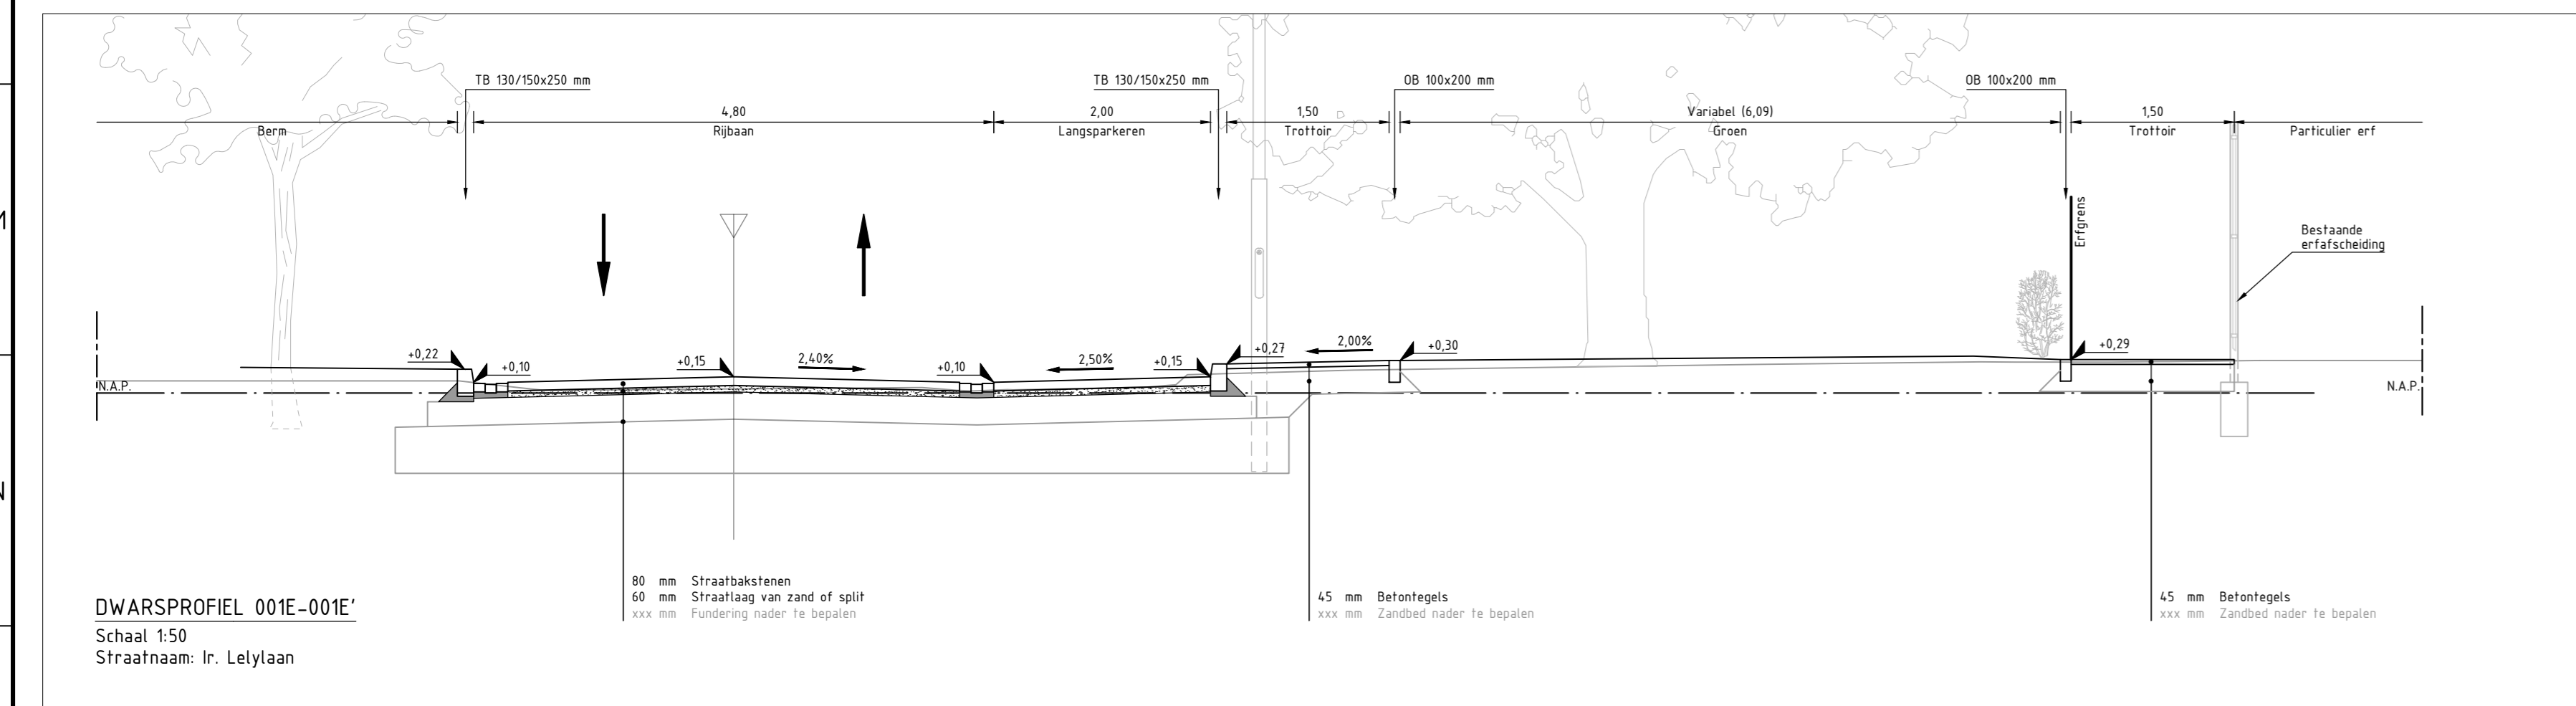 TB 130/150x250 mm
TB 130/150x250 mm
OB 100x200 mm
OB 100x200 mm
4,80
2,00
1,50
Variabel (6,09)
1,50
Berm
Rijbaan
Langsparkeren
Trottoir
Groen
Trottoir
Particulier erf
Erfgrens
Bestaande
erfafscheiding
+0,22
+0,10
+0,15
2,40%
+0,10
2,50%
+0,15
+0,27
2,00%
+0,30
+0,29
N.A.P.
N.A.P.
80 mm Straatbakstenen
60 mm Straatlaag van zand of split
xxx mm Fundering nader te bepalen
45 mm Betontegels
xxx mm Zandbed nader te bepalen
45 mm Betontegels
xxx mm Zandbed nader te bepalen
DWARSPROFIEL 001E-001E'
Schaal 1:50
Straatnaam: Ir. Lelylaan